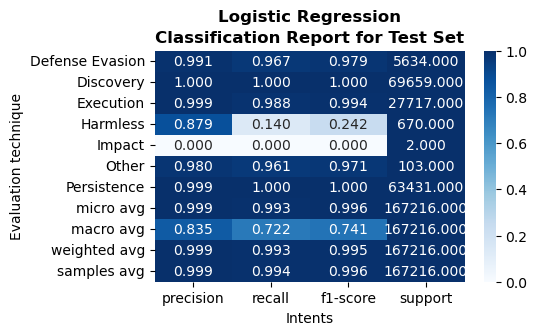 Logistic Regression
Classification Report for Test Set
Defense Evasion 0.991 0.967 0.979 5634.000
Discovery 1.000 1.000 1.000 69659.000
Execution 0.999 0.988 0.994 27717.000
Harmless 0.879 0.140 0.242 670.000
Impact 0.000 0.000 0.000 2.000
Other 0.980 0.961 0.971 103.000
Persistence 0.999 1.000 1.000 63431.000
micro avg 0.999 0.993 0.996 167216.000
macro avg 0.835 0.722 0.741 167216.000
weighted avg 0.999 0.993 0.995 167216.000
samples avg 0.999 0.994 0.996 167216.000
precision recall f1-score support
Intents
Evaluation technique
1.0
0.8
0.6
0.4
0.2
0.0